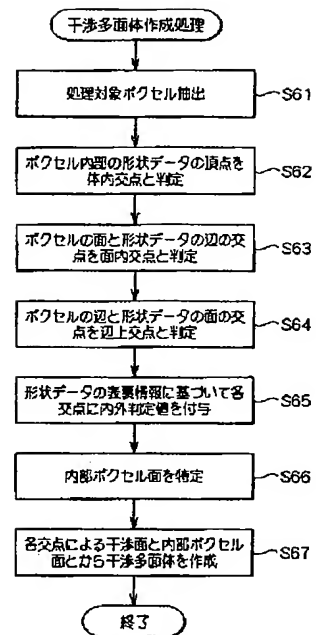 干渉多面体作成処理
処理対象ボクセル抽出
S61
ボクセル内部の形状データの頂点を
体内交点と判定
S62
ボクセルの面と形状データの辺の交
点を面内交点と判定
S63
ボクセルの辺と形状データの面の交
点を辺上交点と判定
S64
形状データの表裏情報に基づいて各
交点に内外判定値を付与
S65
内部ボクセル面を特定
S66
各交点による干渉面と内部ボクセル
面とから干渉多面体を作成
S67
終了